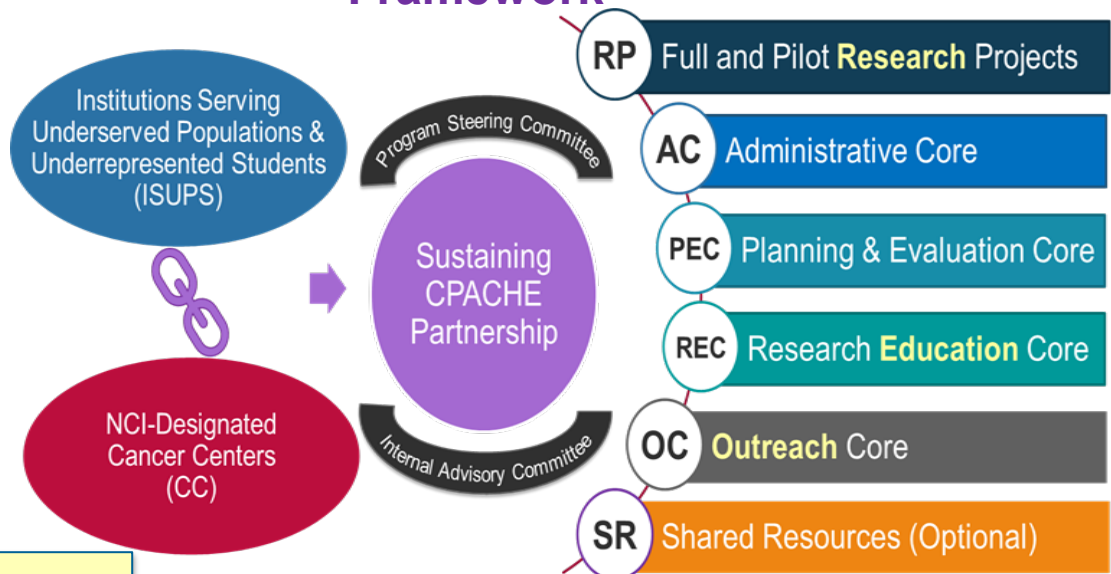 Framework
Institutions Serving
Underserved Populations &
Underrepresented Students
(ISUPS)
NCI-Designated
Cancer Centers
(CC)
Program Steering Committee
Sustaining
CPACHE
Partnership
Internal Advisory Committee
RP Full and Pilot Research Projects
AC Administrative Core
PEC Planning & Evaluation Core
REC Research Education Core
OC Outreach Core
SR Shared Resources (Optional)